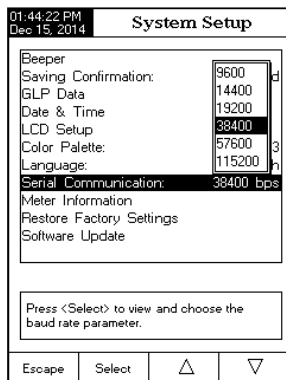 01:44:22 PM
Dec 15, 2014
System Setup
Beeper
Saving Confirmation: d
GLP Data
Date & Time
LCD Setup
Color Palette: 3
Language: h
Serial Communication: 38400 bps
Meter Information
Restore Factory Settings
Software Update
9600
14400
19200
38400
57600
115200
Press <Select> to view and choose the
baud rate parameter.
Escape Select △ ▽